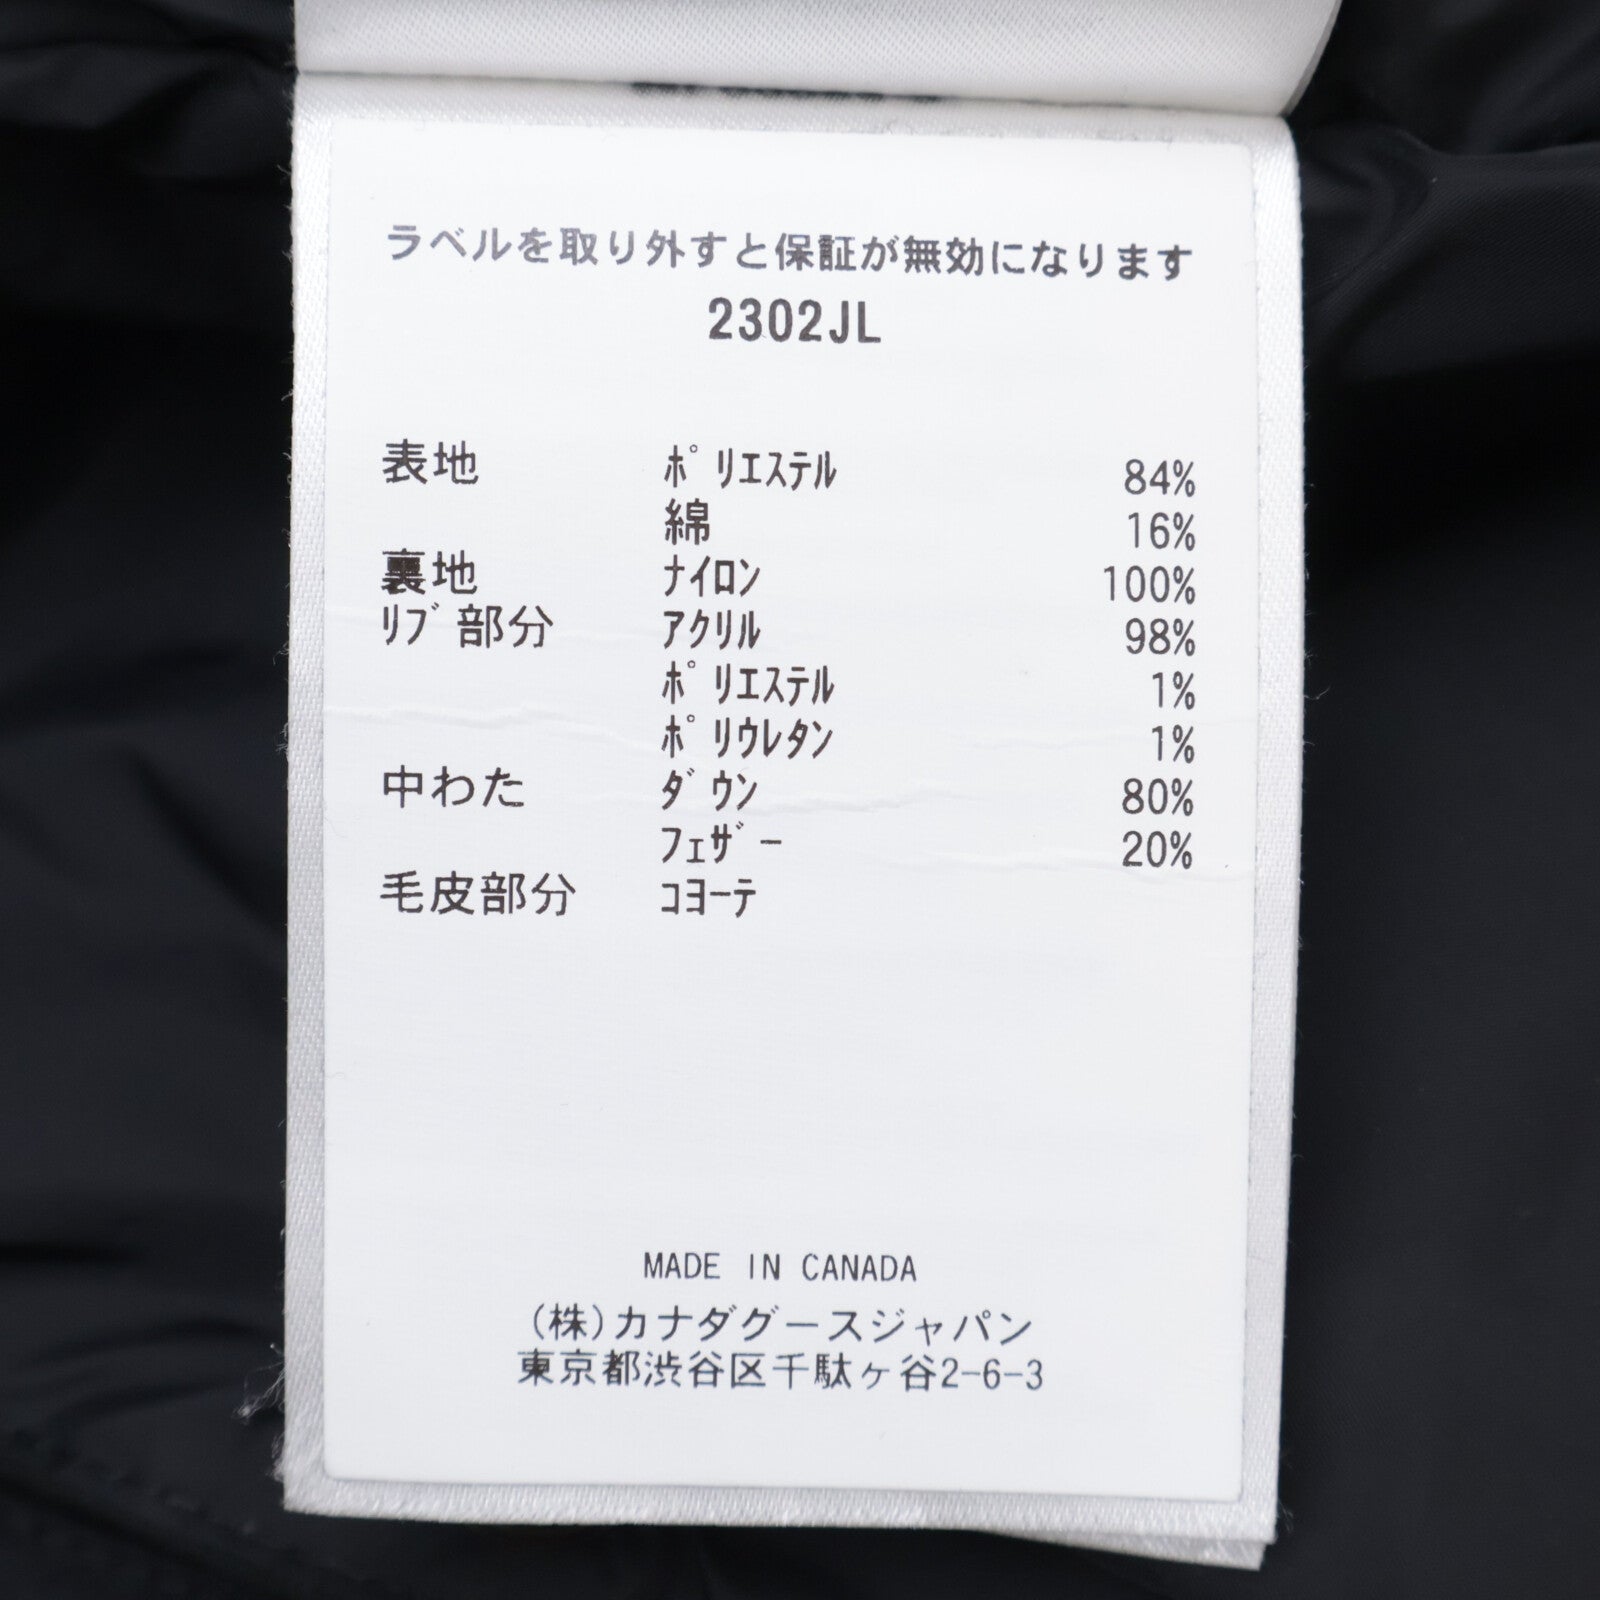 ラベルを取り外すと保証が無効になります
2302JL
表地 ポリエステル 84%
綿 16%
裏地 ナイロン 100%
リブ部分 アクリル 98%
ポリエステル 1%
ポリウレタン 1%
中わた ダウン 80%
フェザー 20%
毛皮部分 コヨーテ
MADE IN CANADA
(株)カナダグースジャパン
東京都渋谷区千駄ヶ谷2-6-3